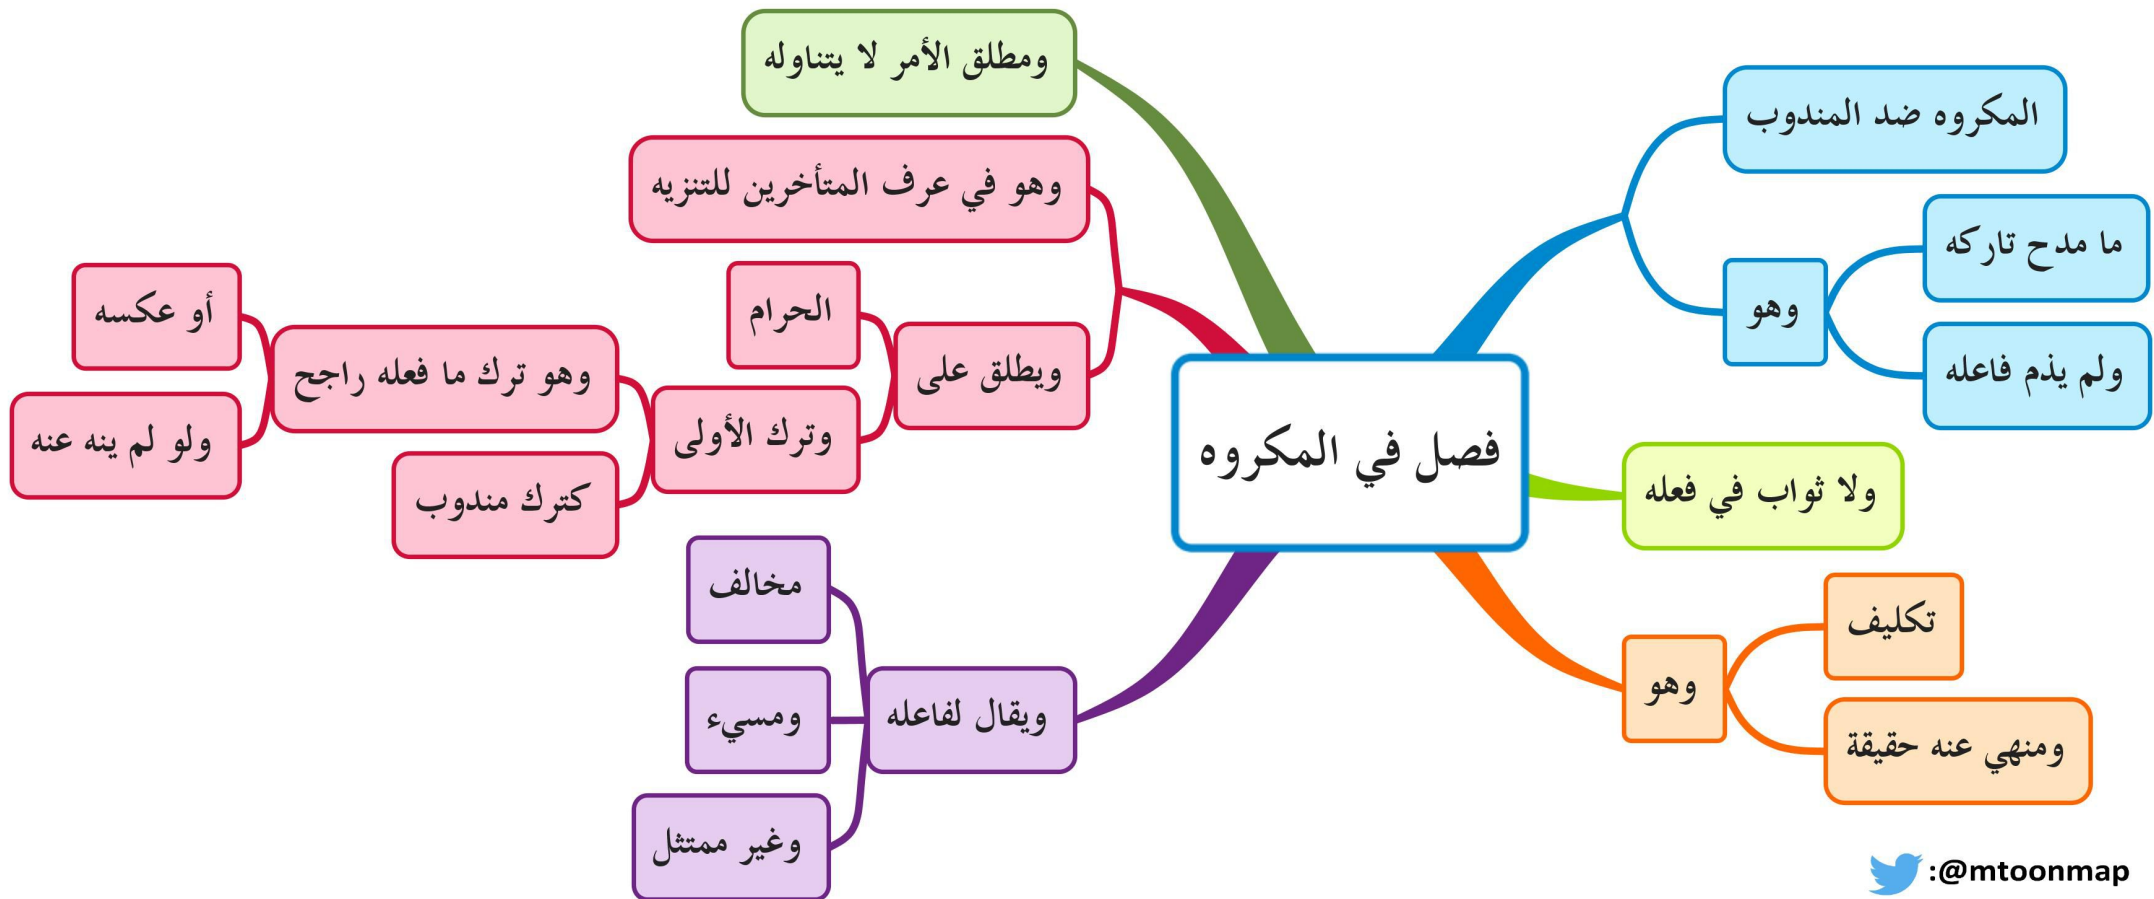 فصل في المكروه
المكروه ضد المندوب
وهو
ما مدح تاركه
ولم يذم فاعله
ولا ثواب في فعله
وهو
تكليف
ومنهي عنه حقيقة
ومطلق الأمر لا يتناوله
وهو في عرف المتأخرين للتنزيه
ويطلق على
الحرام
وترك الأولى
وهو ترك ما فعله راجح
أو عكسه
ولو لم ينه عنه
كترك مندوب
ويقال لفاعله
مخالف
ومسيء
وغير ممتثل
:@mtoonmap